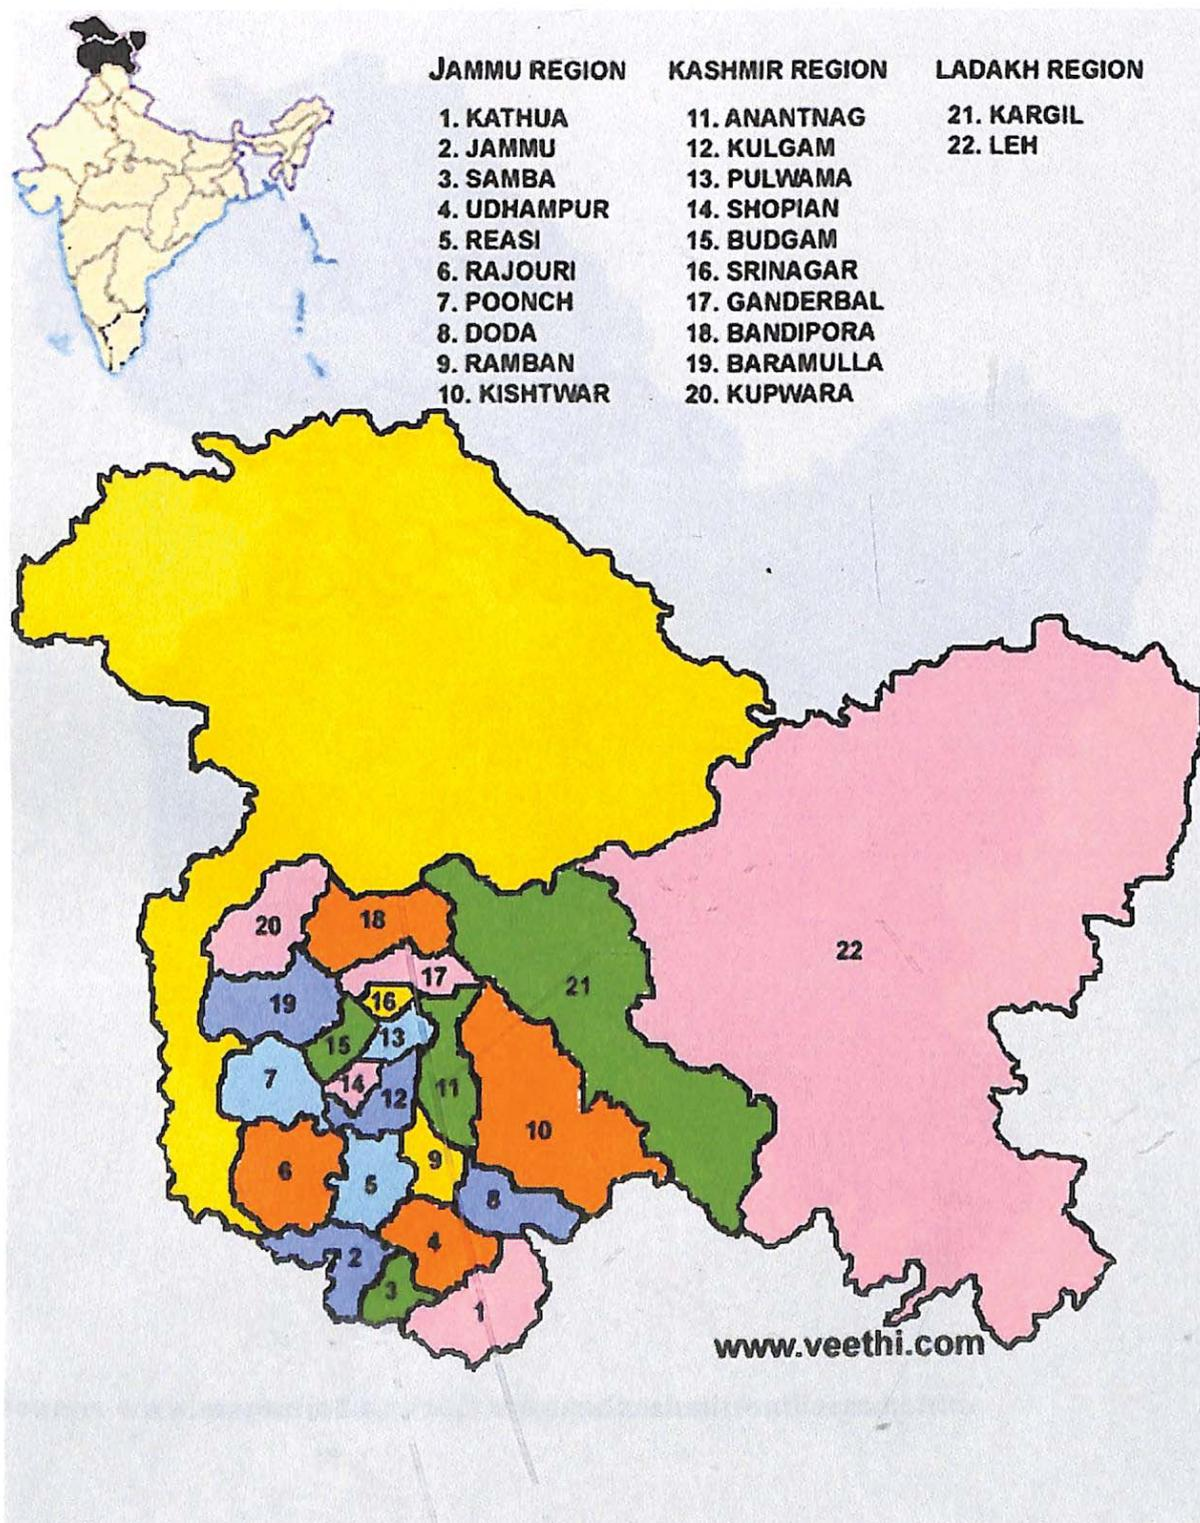 JAMMU REGION
1. KATHUA
2. JAMMU
3. SAMBA
4. UDHAMPUR
5. REASI
6. RAJOURI
7. POONCH
8. DODA
9. RAMBAN
10. KISHTWAR
KASHMIR REGION
11. ANANTNAG
12. KULGAM
13. PULWAMA
14. SHOPIAN
15. BUDGAM
16. SRINAGAR
17. GANDERBAL
18. BANDIPORA
19. BARAMULLA
20. KUPWARA
LADAKH REGION
21. KARGIL
22. LEH
20
18
17
22
21
19
16
15
13
7
14
12
11
10
6
5
9
8
4
2
3
1
www.veethi.com